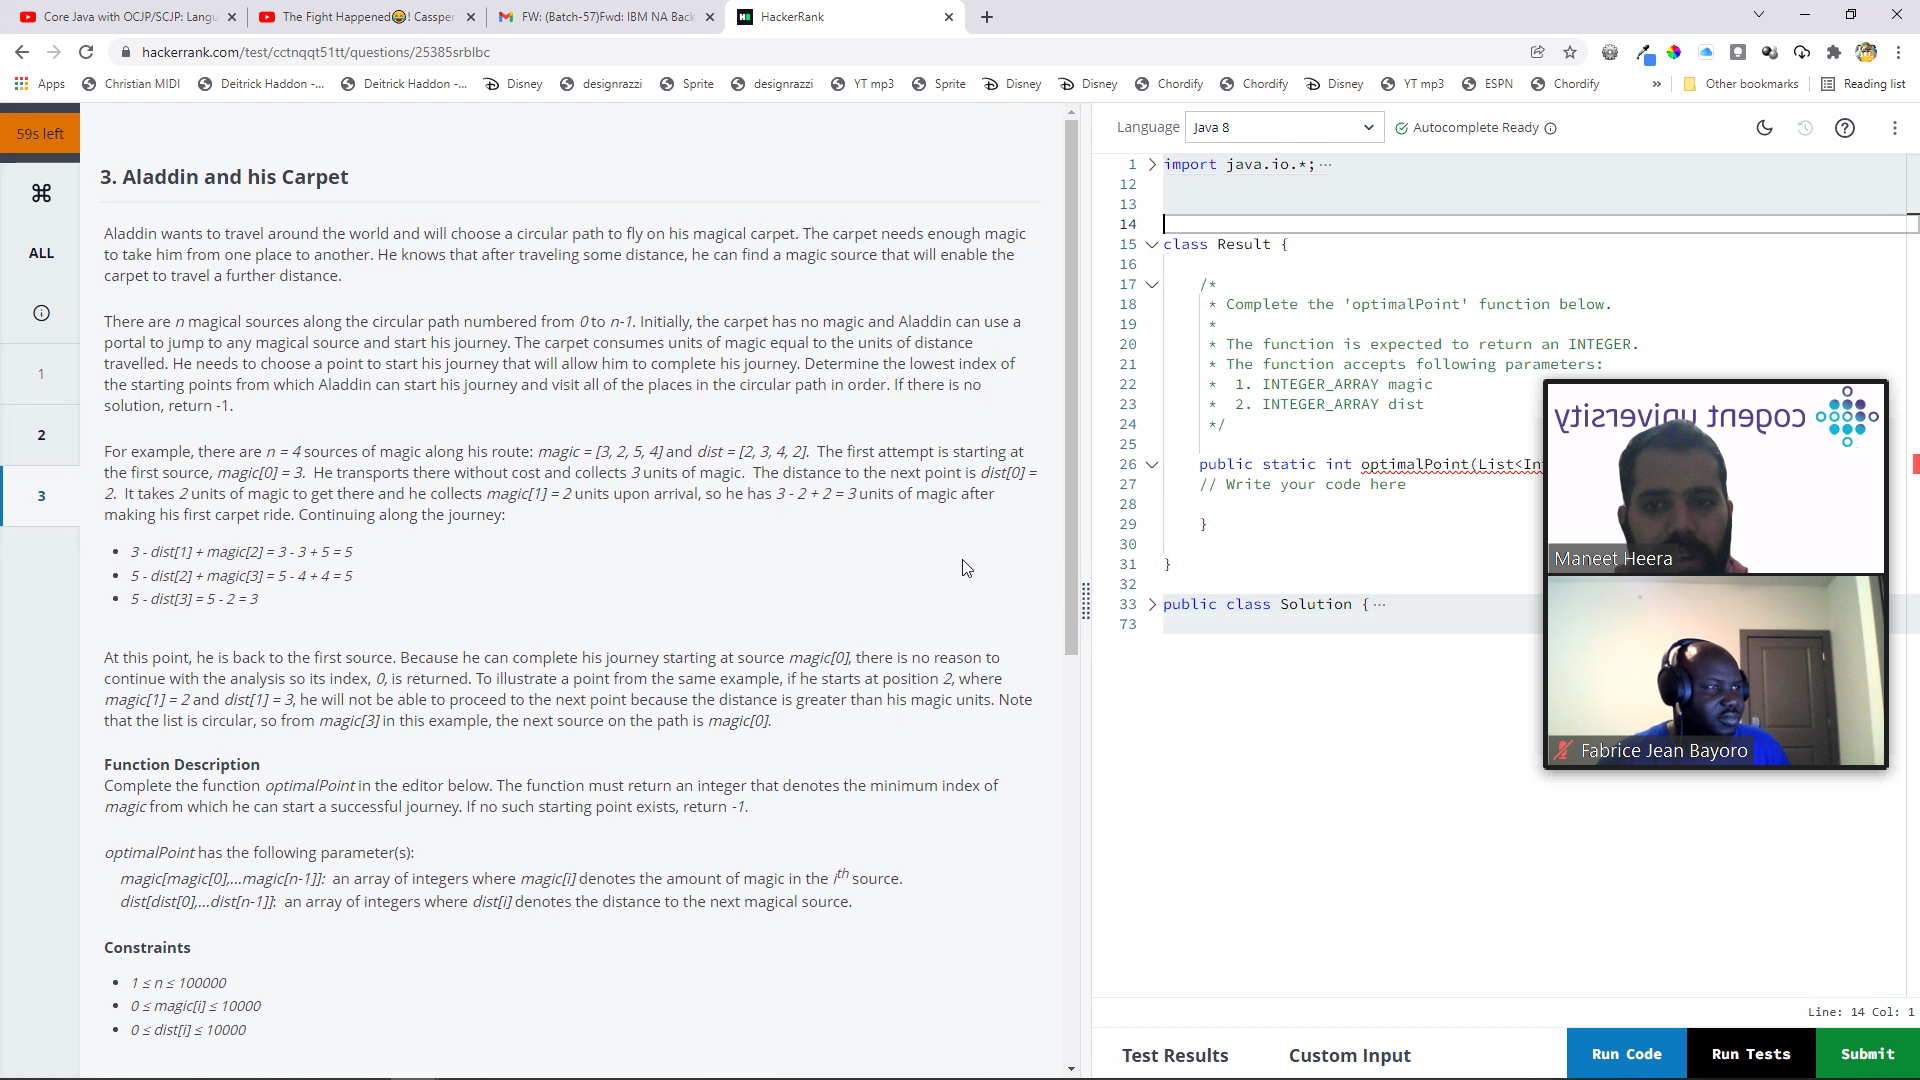 Core Java with OCJP/SCJP: Langu
The Fight Happened😂! Cassper
FW: (Batch-57)Fwd: IBM NA Back
HackerRank
hackerrank.com/test/cctnqqt51tt/questions/25385srblbc
Apps
Christian MIDI
Deitrick Haddon -...
Deitrick Haddon -...
Disney
designrazzi
Sprite
designrazzi
YT mp3
Sprite
Disney
Disney
Chordify
Chordify
Disney
YT mp3
ESPN
Chordify
»
Other bookmarks
Reading list
59s left
ALL
1
2
3
3. Aladdin and his Carpet
Aladdin wants to travel around the world and will choose a circular path to fly on his magical carpet. The carpet needs enough magic
to take him from one place to another. He knows that after traveling some distance, he can find a magic source that will enable the
carpet to travel a further distance.
There are n magical sources along the circular path numbered from 0 to n-1. Initially, the carpet has no magic and Aladdin can use a
portal to jump to any magical source and start his journey. The carpet consumes units of magic equal to the units of distance
travelled. He needs to choose a point to start his journey that will allow him to complete his journey. Determine the lowest index of
the starting points from which Aladdin can start his journey and visit all of the places in the circular path in order. If there is no
solution, return -1.
For example, there are n = 4 sources of magic along his route: magic = [3, 2, 5, 4] and dist = [2, 3, 4, 2]. The first attempt is starting at
the first source, magic[0] = 3. He transports there without cost and collects 3 units of magic. The distance to the next point is dist[0] =
2. It takes 2 units of magic to get there and he collects magic[1] = 2 units upon arrival, so he has 3 - 2 + 2 = 3 units of magic after
making his first carpet ride. Continuing along the journey:
• 3 - dist[1] + magic[2] = 3 - 3 + 5 = 5
• 5 - dist[2] + magic[3] = 5 - 4 + 4 = 5
• 5 - dist[3] = 5 - 2 = 3
At this point, he is back to the first source. Because he can complete his journey starting at source magic[0], there is no reason to
continue with the analysis so its index, 0, is returned. To illustrate a point from the same example, if he starts at position 2, where
magic[1] = 2 and dist[1] = 3, he will not be able to proceed to the next point because the distance is greater than his magic units. Note
that the list is circular, so from magic[3] in this example, the next source on the path is magic[0].
Function Description
Complete the function optimalPoint in the editor below. The function must return an integer that denotes the minimum index of
magic from which he can start a successful journey. If no such starting point exists, return -1.
optimalPoint has the following parameter(s):
magic[magic[0],...magic[n-1]]: an array of integers where magic[i] denotes the amount of magic in the ith source.
dist[dist[0],...dist[n-1]]: an array of integers where dist[i] denotes the distance to the next magical source.
Constraints
• 1 ≤ n ≤ 100000
• 0 ≤ magic[i] ≤ 10000
• 0 ≤ dist[i] ≤ 10000
Language
Java 8
Autocomplete Ready
1 import java.io.*;···
12
13
14
15 class Result {
16
17 /*
18 * Complete the 'optimalPoint' function below.
19 *
20 * The function is expected to return an INTEGER.
21 * The function accepts following parameters:
22 * 1. INTEGER_ARRAY magic
23 * 2. INTEGER_ARRAY dist
24 */
25
26 public static int optimalPoint(List<In
27 // Write your code here
28
29 }
30
31 }
32
33 public class Solution {···
73
cogent university
Maneet Heera
Fabrice Jean Bayoro
Line: 14 Col: 1
Test Results
Custom Input
Run Code
Run Tests
Submit